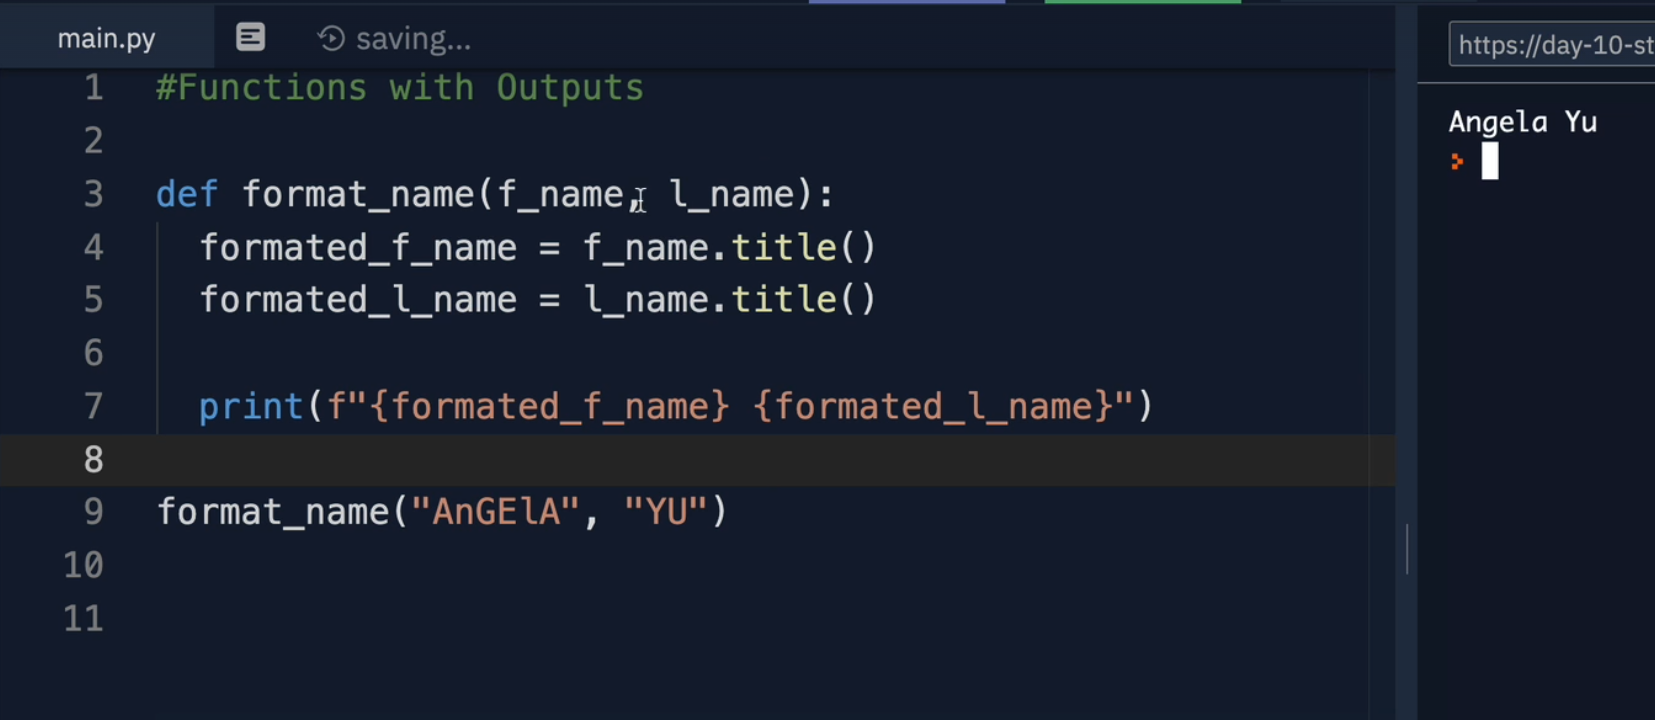 main.py saving...
https://day-10-st
1 #Functions with Outputs
2
3 def format_name(f_name, l_name):
4   formated_f_name = f_name.title()
5   formated_l_name = l_name.title()
6
7   print(f"{formated_f_name} {formated_l_name}")
8
9 format_name("AnGElA", "YU")
10
11
Angela Yu